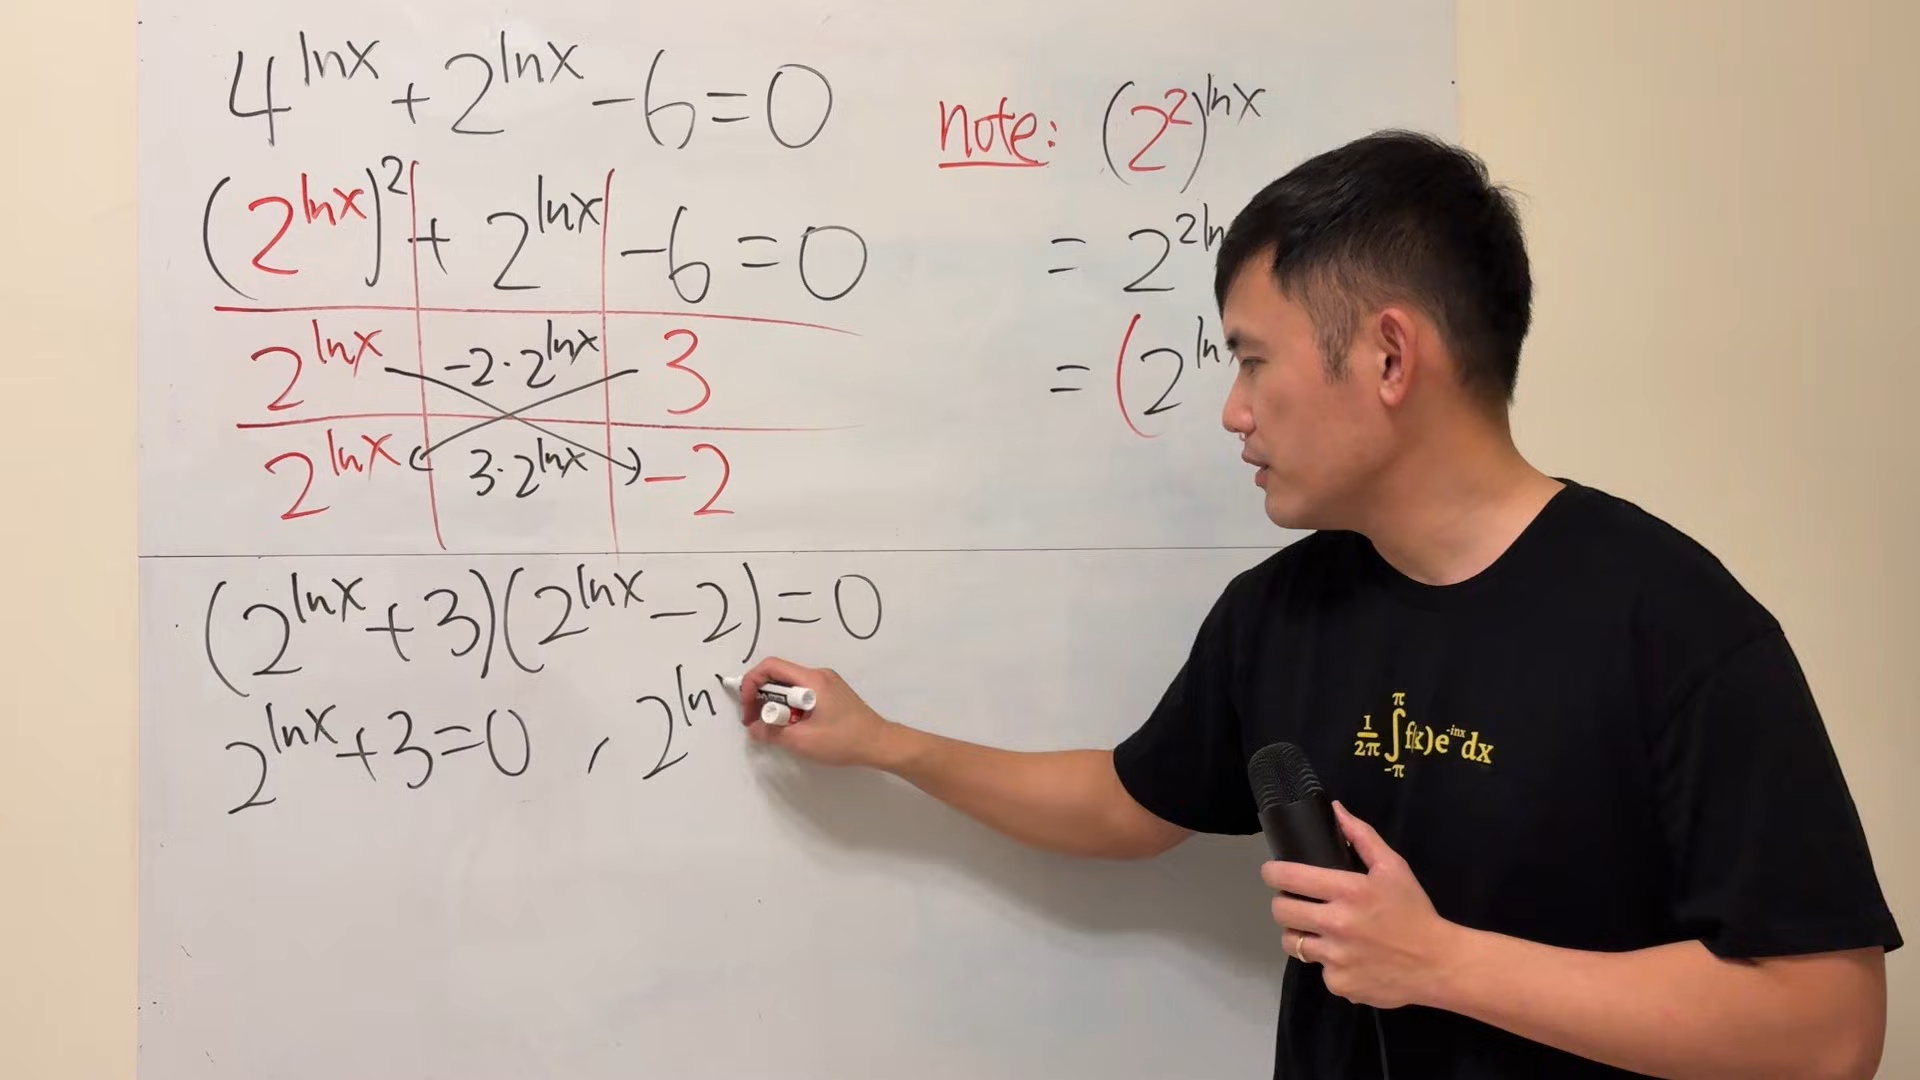 4^lnx + 2^lnx - 6 = 0
(2^lnx)^2 + 2^lnx - 6 = 0
2^lnx -2·2^lnx 3
2^lnx 3·2^lnx -2
(2^lnx + 3)(2^lnx - 2) = 0
2^lnx + 3 = 0 , 2^ln
note: (2^2)^lnx
= 2^2ln
= (2^ln
1/2π ∫_-π^π f(x)e^-inx dx